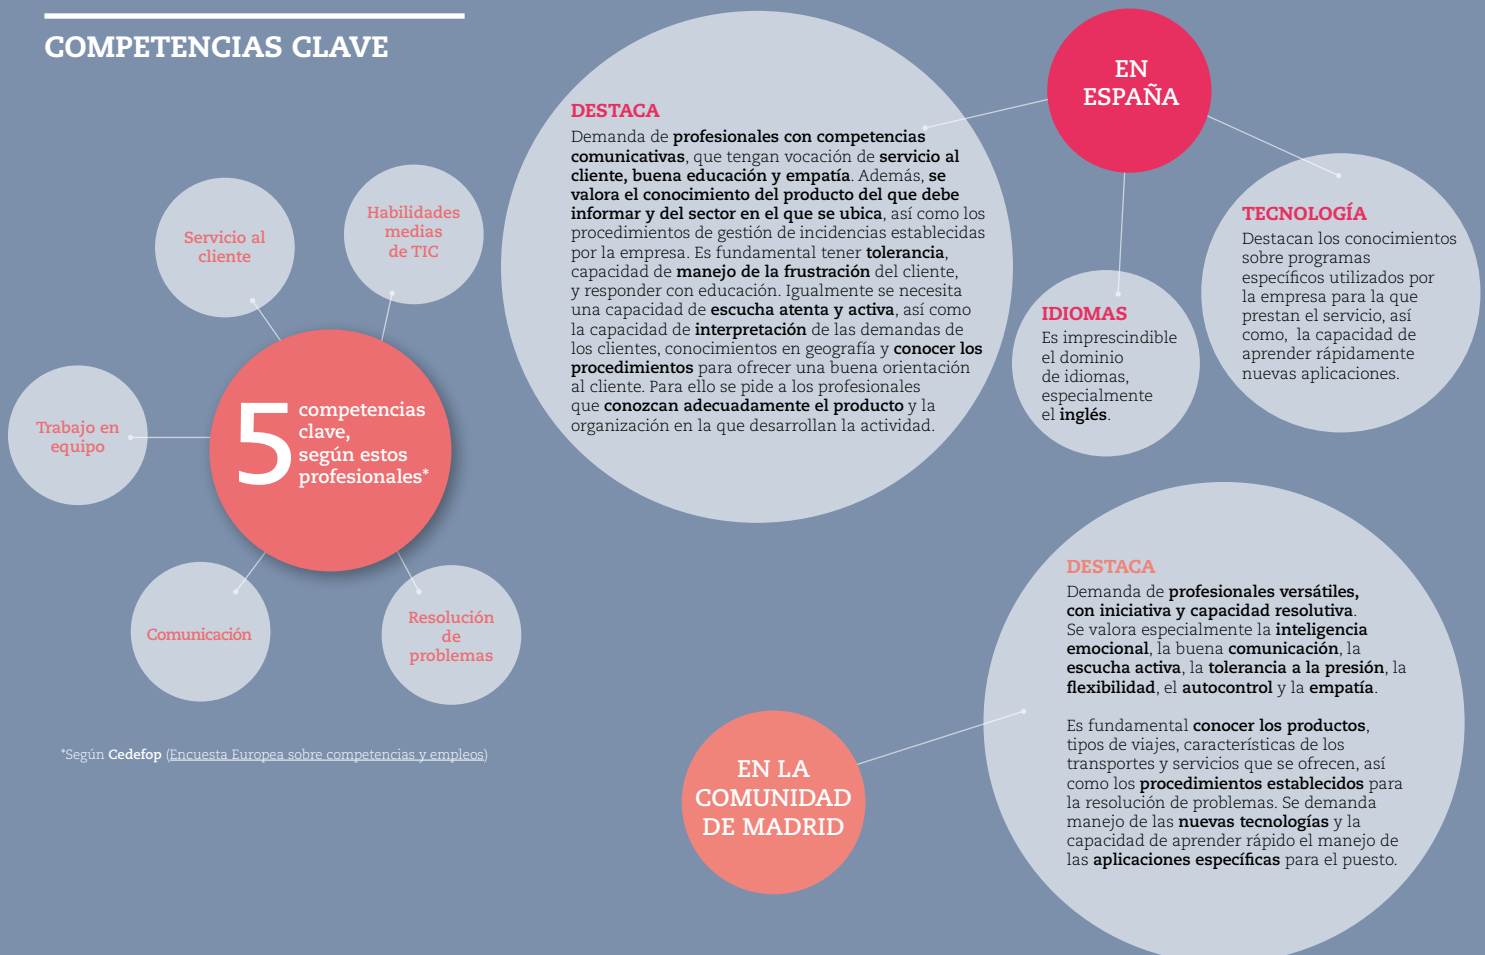 COMPETENCIAS CLAVE
Servicio al
cliente
Habilidades
medias
de TIC
Trabajo en
equipo
5
competencias
clave,
según estos
profesionales*
Comunicación
Resolución
de
problemas
*Según Cedefop (Encuesta Europea sobre competencias y empleos)
EN
ESPAÑA
DESTACA
Demanda de profesionales con competencias
comunicativas, que tengan vocación de servicio al
cliente, buena educación y empatía. Además, se
valora el conocimiento del producto del que debe
informar y del sector en el que se ubica, así como los
procedimientos de gestión de incidencias establecidas
por la empresa. Es fundamental tener tolerancia,
capacidad de manejo de la frustración del cliente,
y responder con educación. Igualmente se necesita
una capacidad de escucha atenta y activa, así como
la capacidad de interpretación de las demandas de
los clientes, conocimientos en geografía y conocer los
procedimientos para ofrecer una buena orientación
al cliente. Para ello se pide a los profesionales
que conozcan adecuadamente el producto y la
organización en la que desarrollan la actividad.
IDIOMAS
Es imprescindible
el dominio
de idiomas,
especialmente
el inglés.
TECNOLOGÍA
Destacan los conocimientos
sobre programas
específicos utilizados por
la empresa para la que
prestan el servicio, así
como, la capacidad de
aprender rápidamente
nuevas aplicaciones.
EN LA
COMUNIDAD
DE MADRID
DESTACA
Demanda de profesionales versátiles,
con iniciativa y capacidad resolutiva.
Se valora especialmente la inteligencia
emocional, la buena comunicación, la
escucha activa, la tolerancia a la presión, la
flexibilidad, el autocontrol y la empatía.
Es fundamental conocer los productos,
tipos de viajes, características de los
transportes y servicios que se ofrecen, así
como los procedimientos establecidos para
la resolución de problemas. Se demanda
manejo de las nuevas tecnologías y la
capacidad de aprender rápido el manejo de
las aplicaciones específicas para el puesto.